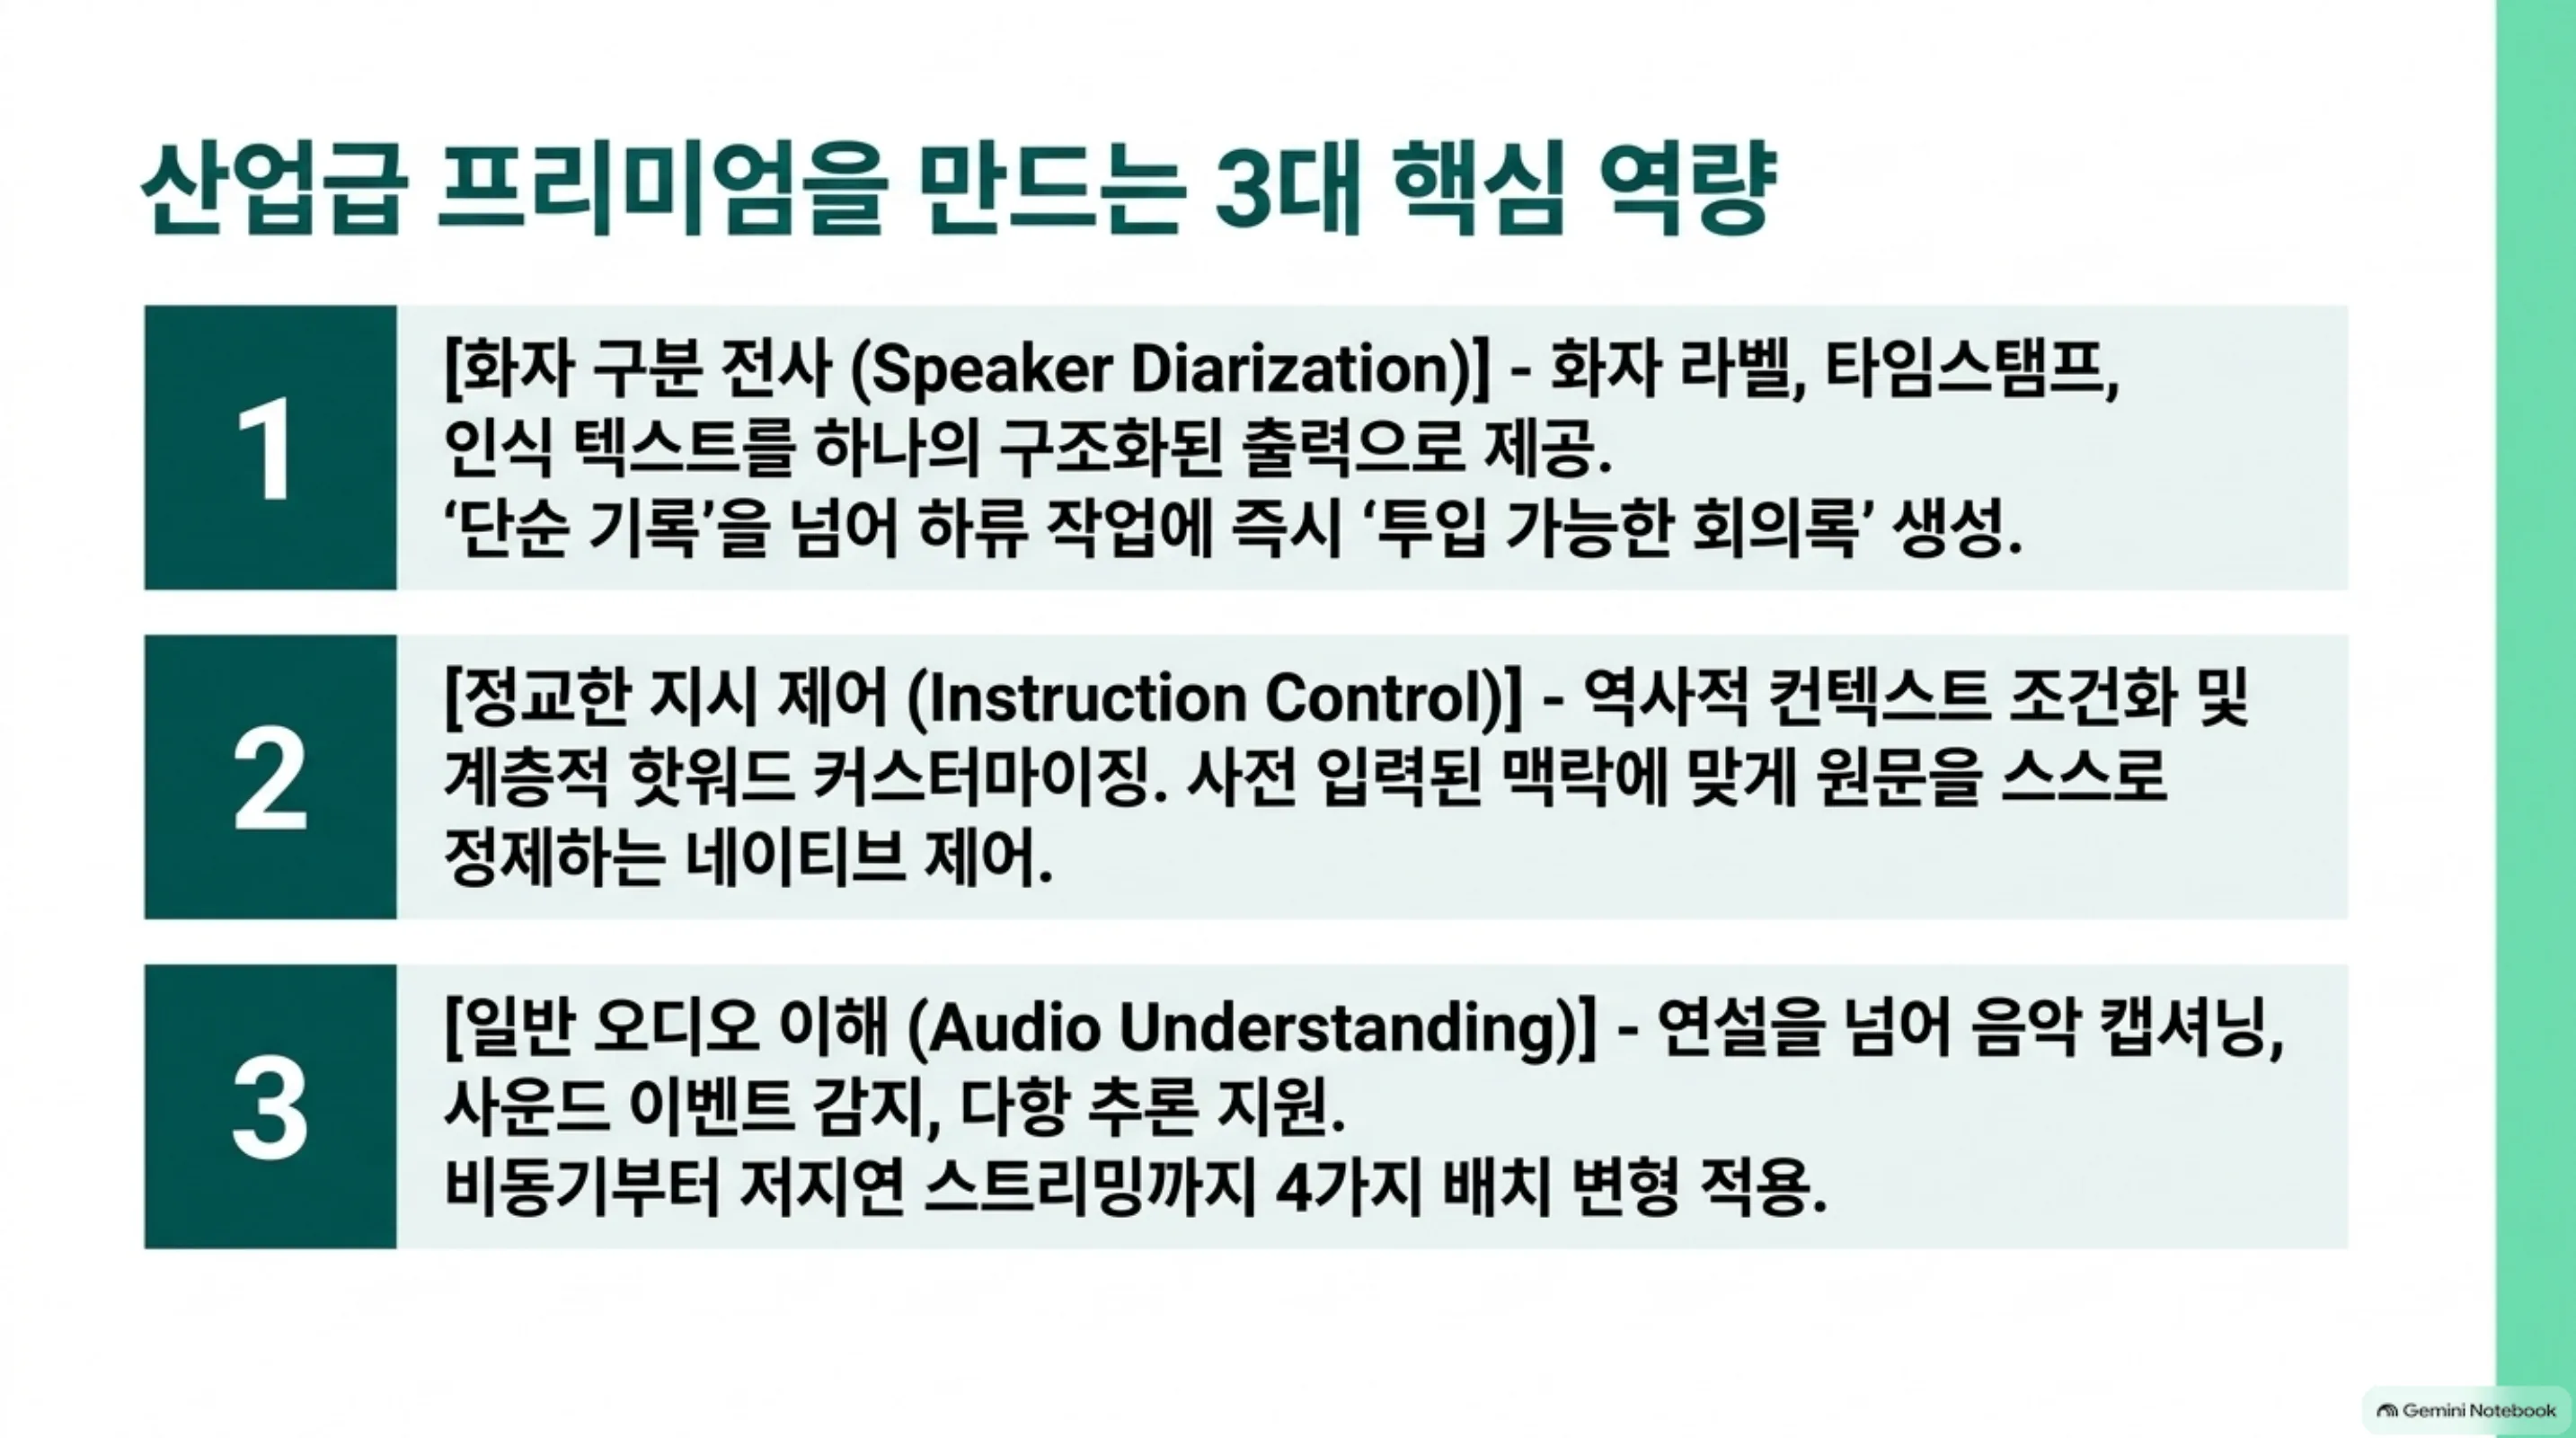 산업급 프리미엄을 만드는 3대 핵심 역량
1
[화자 구분 전사 (Speaker Diarization)] - 화자 라벨, 타임스탬프,
인식 텍스트를 하나의 구조화된 출력으로 제공.
‘단순 기록’을 넘어 하류 작업에 즉시 ‘투입 가능한 회의록’ 생성.
2
[정교한 지시 제어 (Instruction Control)] - 역사적 컨텍스트 조건화 및
계층적 핫워드 커스터마이징. 사전 입력된 맥락에 맞게 원문을 스스로
정제하는 네이티브 제어.
3
[일반 오디오 이해 (Audio Understanding)] - 연설을 넘어 음악 캡셔닝,
사운드 이벤트 감지, 다항 추론 지원.
비동기부터 저지연 스트리밍까지 4가지 배치 변형 적용.
Gemini Notebook